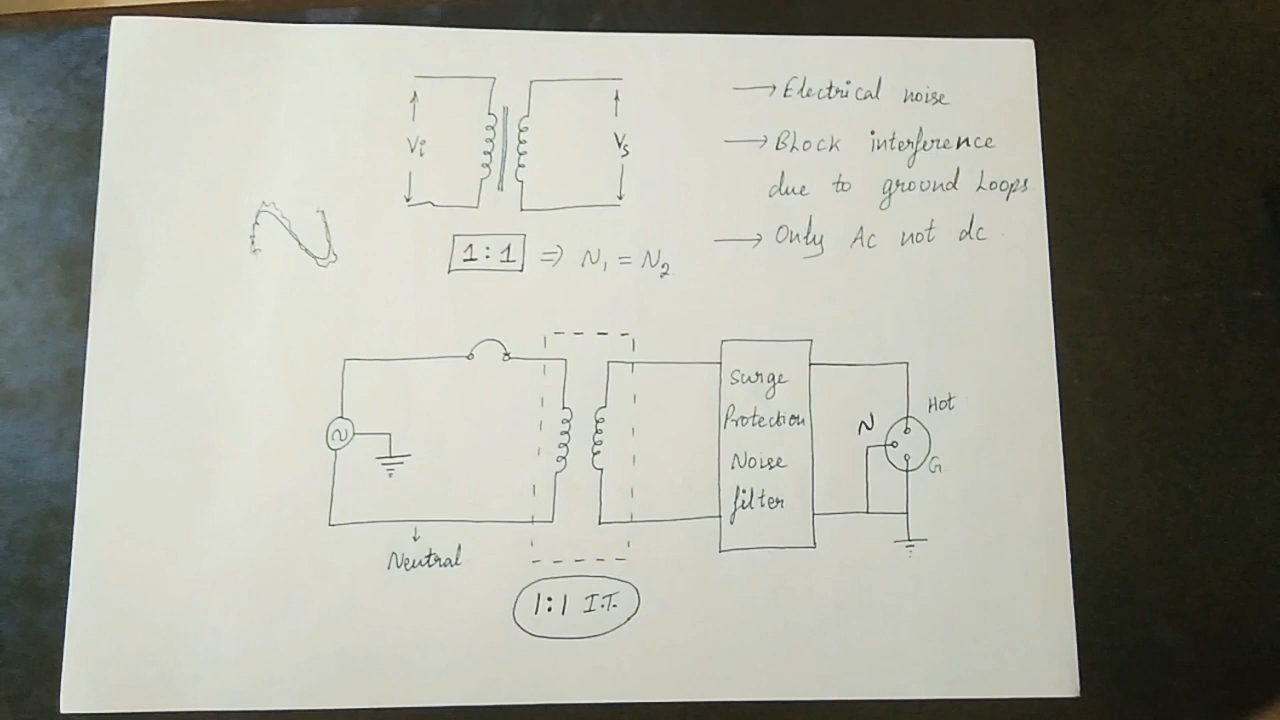 Vi
Vs
1:1 ⇒ N₁ = N₂
→ Electrical noise
→ Block interference
due to ground Loops
→ Only Ac not dc
Surge
Protection
Noise
filter
Hot
N
G
Neutral
1:1 I.T.